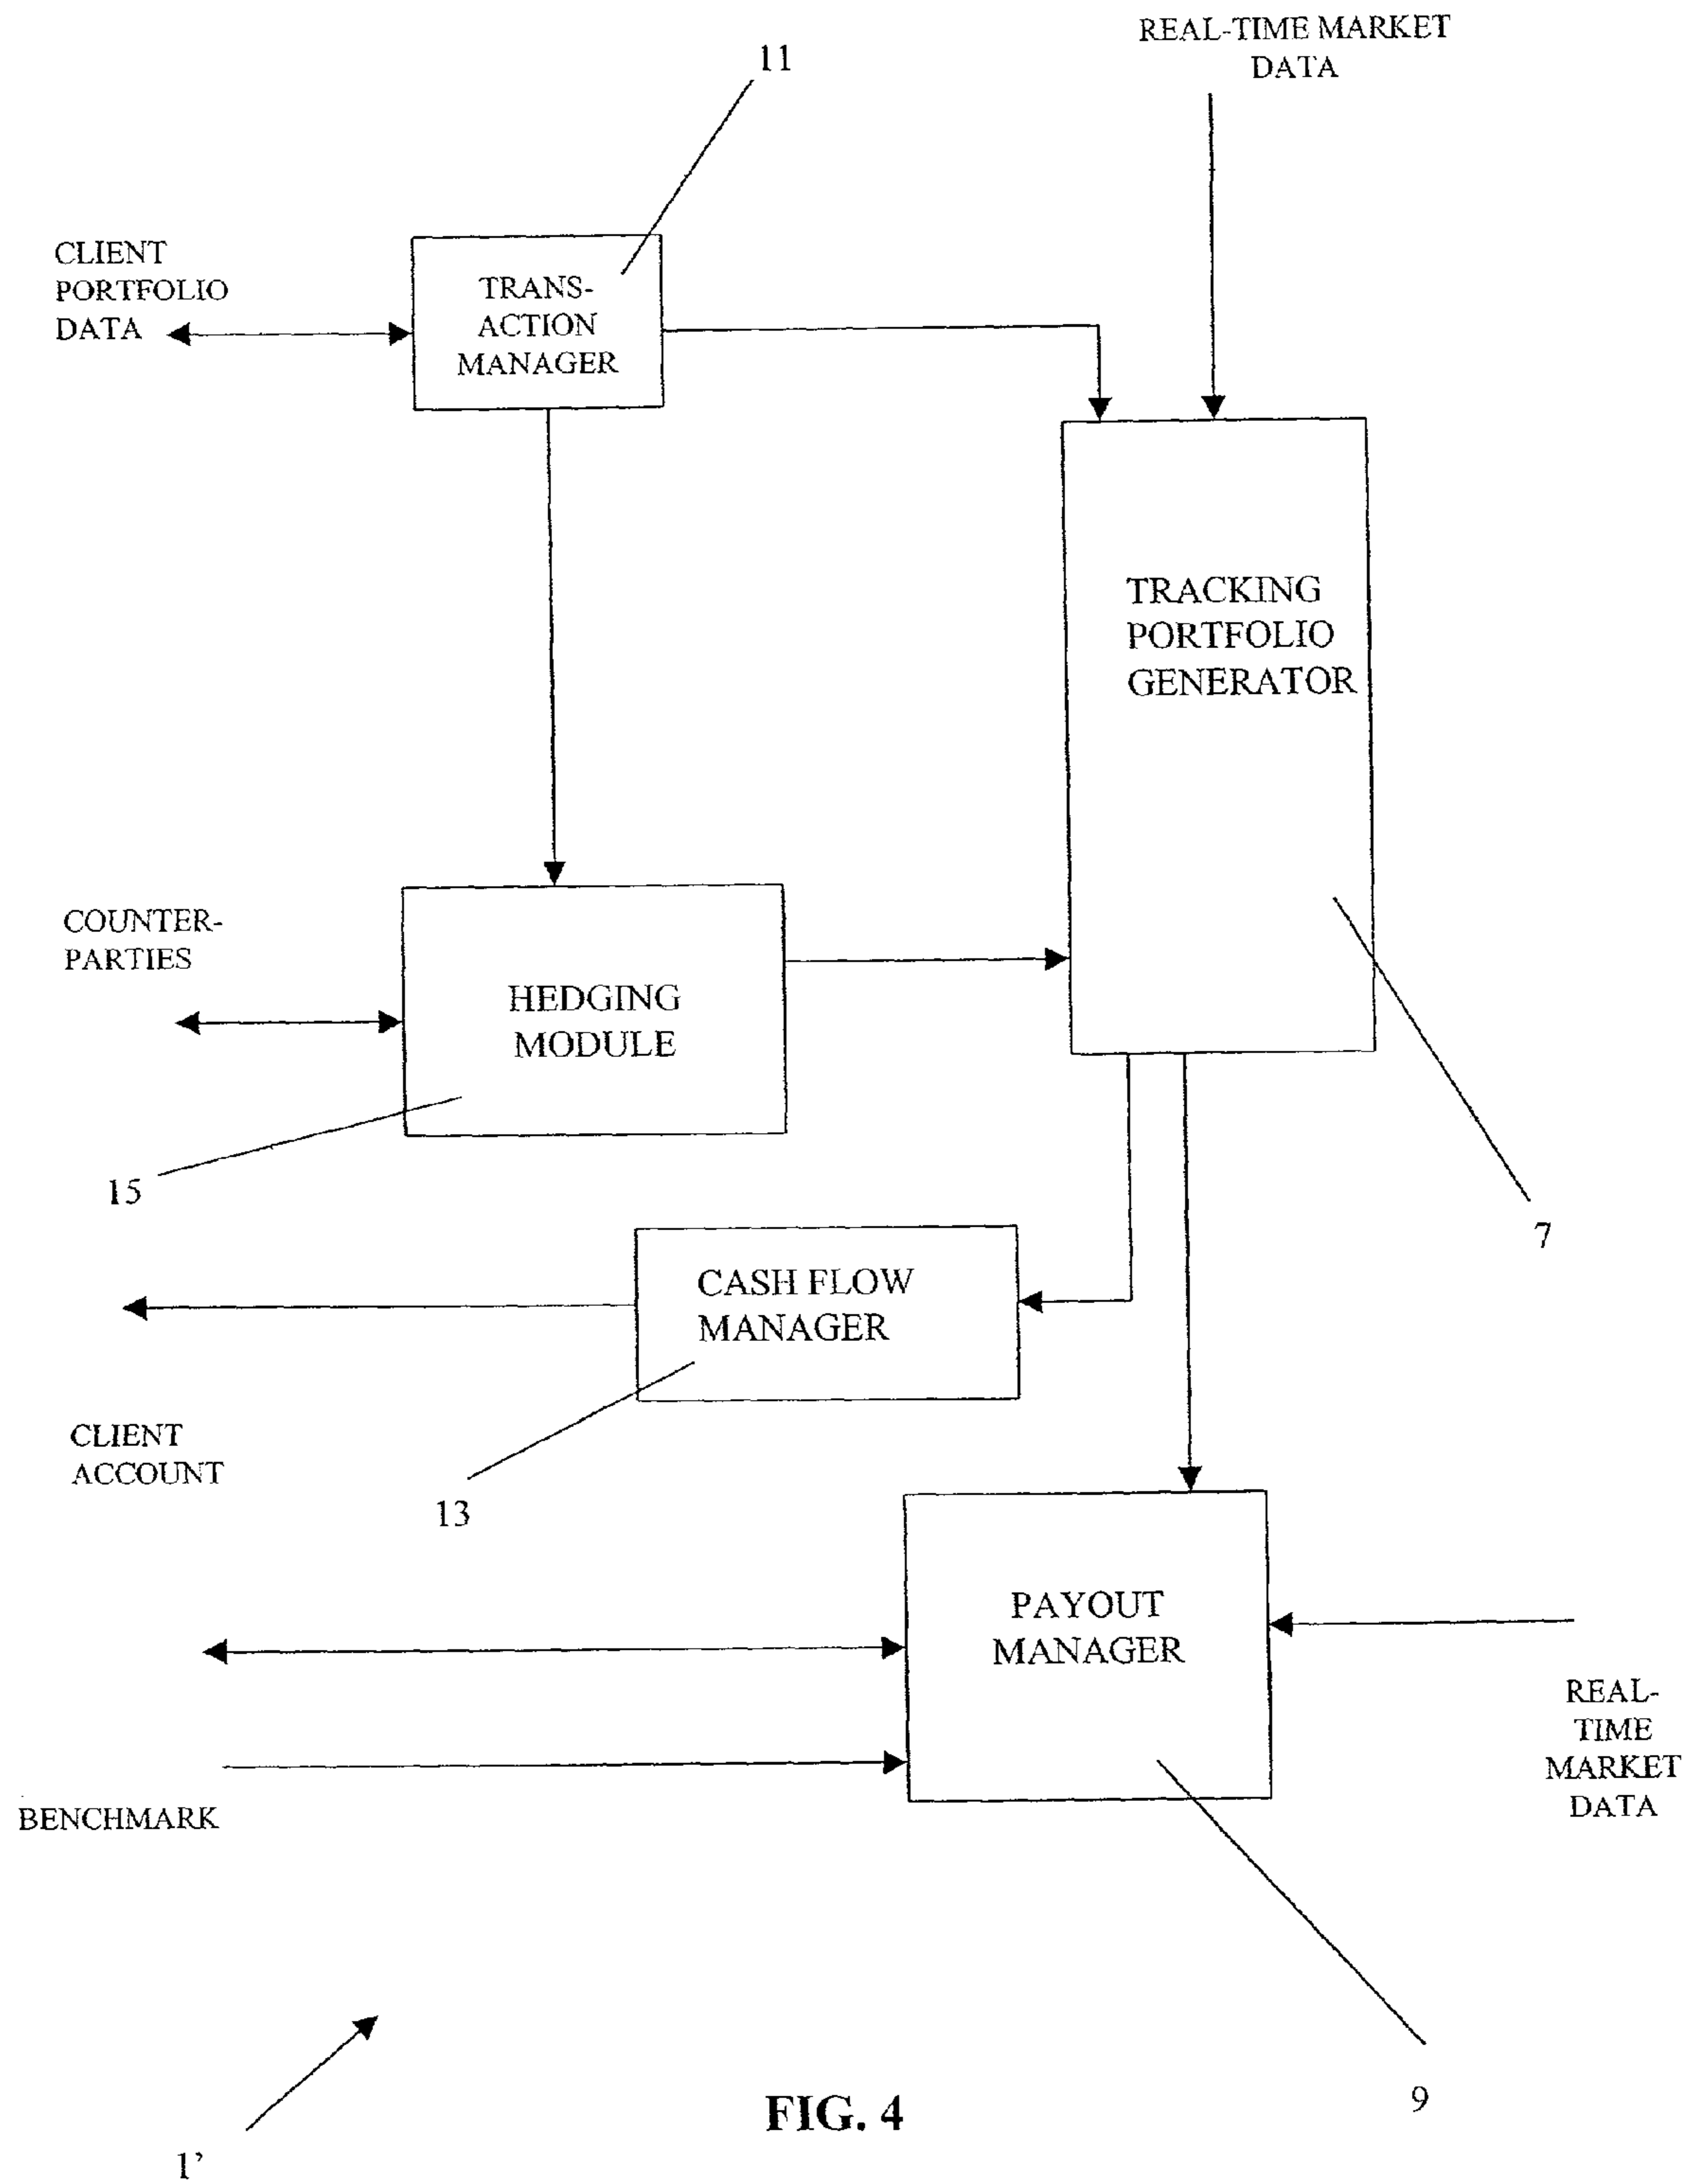 REAL-TIME MARKET
DATA
11
CLIENT
PORTFOLIO
DATA
TRANS-
ACTION
MANAGER
TRACKING
PORTFOLIO
GENERATOR
COUNTER-
PARTIES
HEDGING
MODULE
15
7
CASH FLOW
MANAGER
CLIENT
ACCOUNT
13
PAYOUT
MANAGER
REAL-
TIME
MARKET
DATA
BENCHMARK
9
FIG. 4
1’